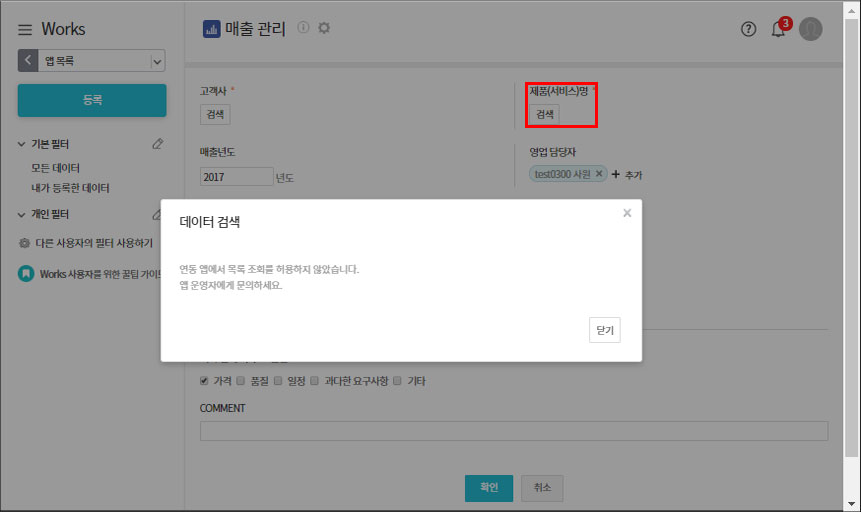 Works
매출 관리
3
앱 목록
등록
기본 필터
모든 데이터
내가 등록한 데이터
개인 필터
다른 사용자의 필터 사용하기
Works 사용자를 위한 꿀팁 가이드
고객사 *
검색
제품(서비스)명 *
검색
매출년도
2017 년도
영업 담당자
test0300 사원 × + 추가
데이터 검색
연동 앱에서 목록 조회를 허용하지 않았습니다.
앱 운영자에게 문의하세요.
닫기
가격 품질 일정 과다한 요구사항 기타
COMMENT
확인 취소